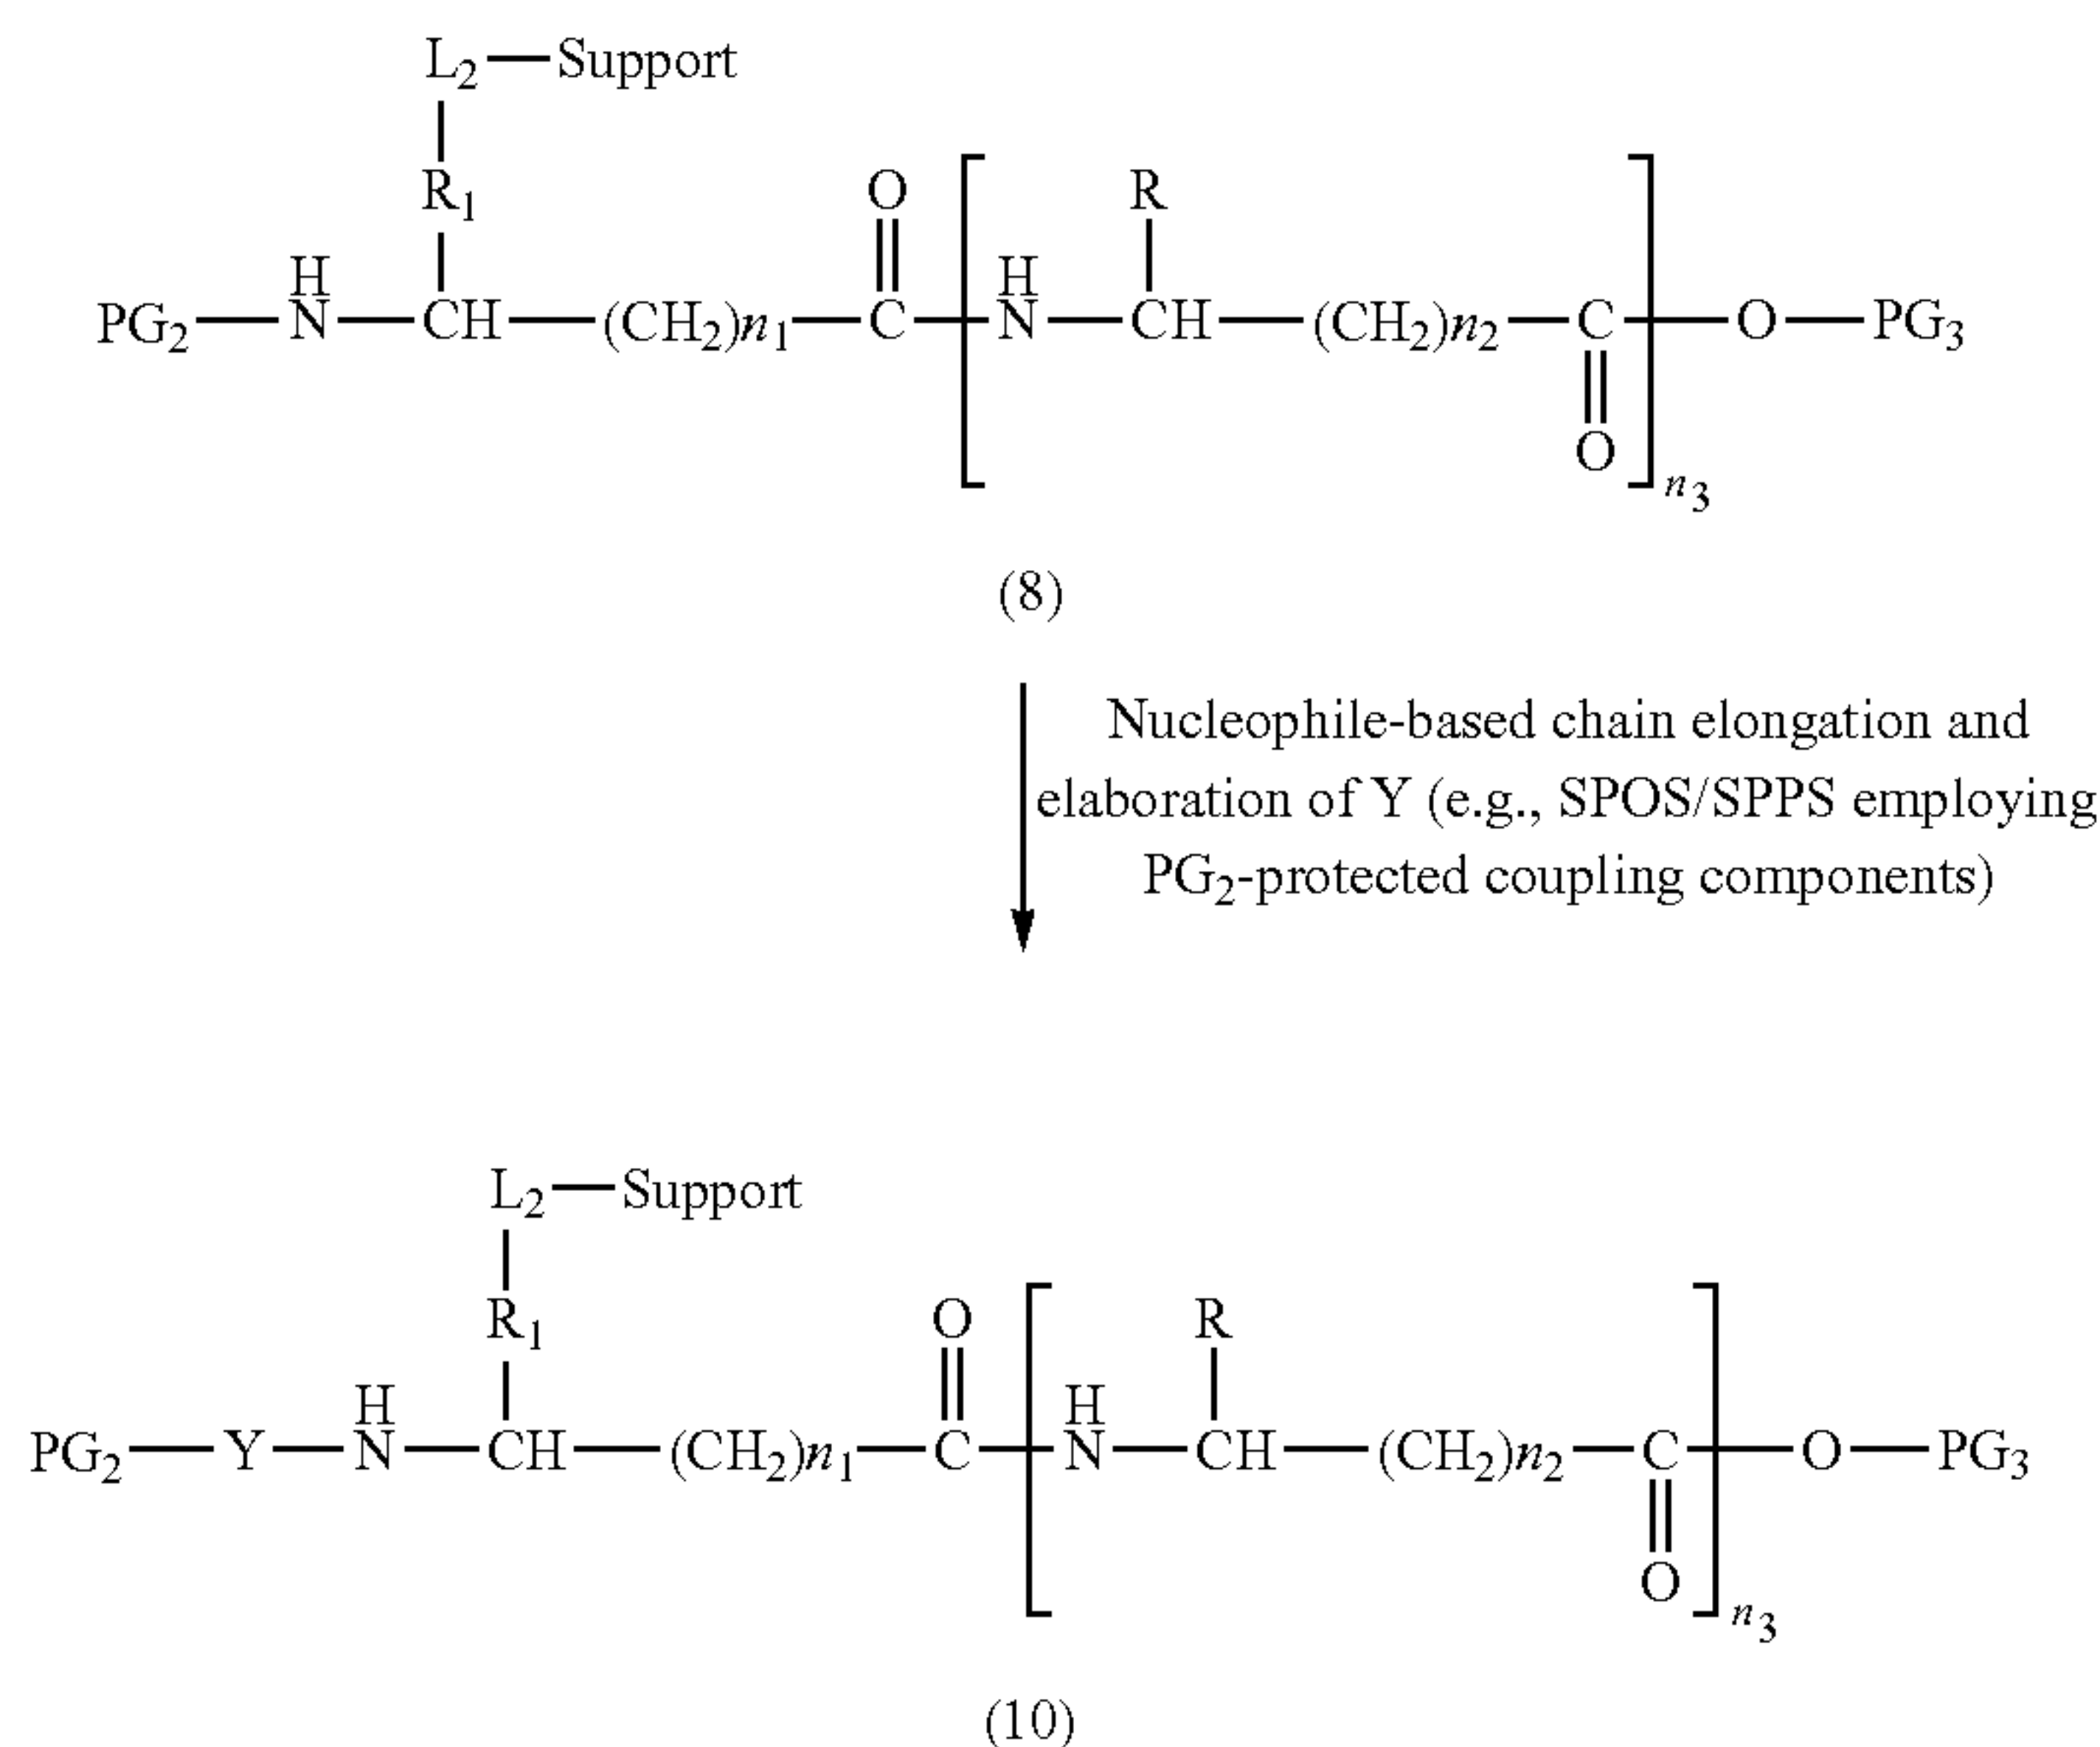 L2—Support
R1
O
R
PG2—N—CH—(CH2)n1—C—N—CH—(CH2)n2—C—O—PG3
H
H
O
n3
(8)
Nucleophile-based chain elongation and
elaboration of Y (e.g., SPOS/SPPS employing
PG2-protected coupling components)
L2—Support
R1
O
R
H
H
PG2—Y—N—CH—(CH2)n1—C—N—CH—(CH2)n2—C—O—PG3
O
n3
(10)